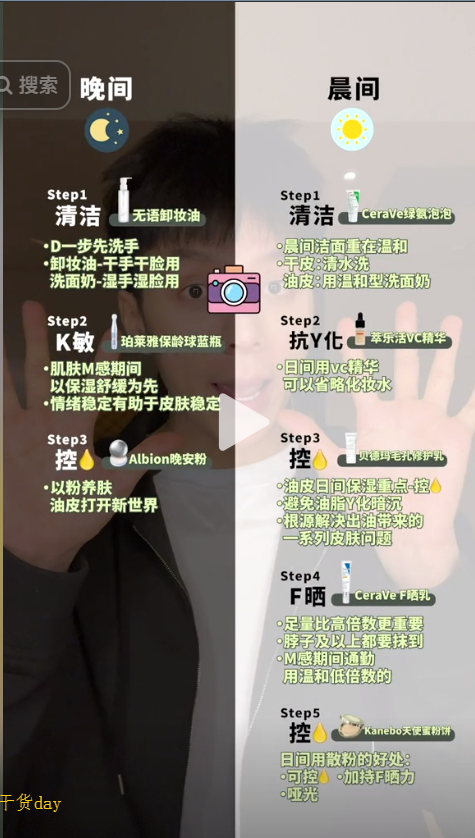 搜索
晚间
Step1
清洁
无语卸妆油
·D一步先洗手
·卸妆油-干手干脸用
洗面奶-湿手湿脸用
Step2
K敏
珀莱雅保龄球蓝瓶
·肌肤M感期间
以保湿舒缓为先
·情绪稳定有助于皮肤稳定
Step3
控💧
Albion晚安粉
·以粉养肤
油皮打开新世界
晨间
Step1
清洁
CeraVe绿氨泡泡
·晨间洁面重在温和
·干皮:清水洗
油皮:用温和型洗面奶
Step2
抗Y化
萃乐活VC精华
·日间用vc精华
可以省略化妆水
Step3
控💧
贝德玛毛孔修护乳
·油皮日间保湿重点-控💧
·避免油脂Y化暗沉
·根源解决出油带来的
一系列皮肤问题
Step4
F晒
CeraVe F晒乳
·足量比高倍数更重要
·脖子及以上都要抹到
·M感期间通勤
用温和低倍数的
Step5
控💧
Kanebo天使蜜粉饼
日间用散粉的好处:
·可控💧 ·加持F晒力
·哑光
干货day